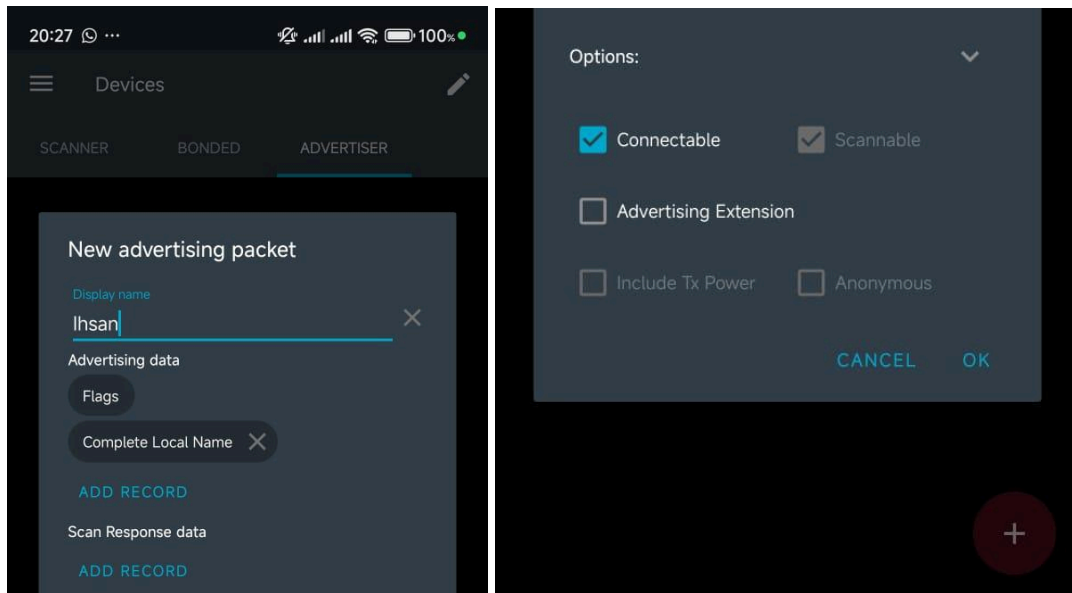 20:27 ... 100%
Devices
SCANNER BONDED ADVERTISER
New advertising packet
Display name
Ihsan
Advertising data
Flags
Complete Local Name
ADD RECORD
Scan Response data
ADD RECORD
Options:
Connectable Scannable
Advertising Extension
Include Tx Power Anonymous
CANCEL OK